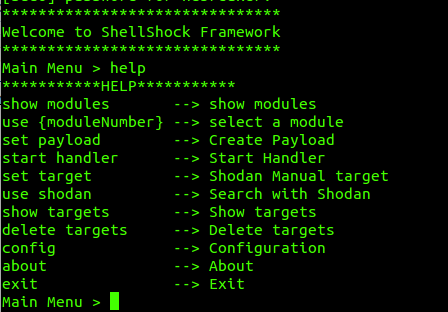 *******************************
Welcome to ShellShock Framework
*******************************
Main Menu > help
***********HELP***********
show modules       --> show modules
use {moduleNumber} --> select a module
set payload        --> Create Payload
start handler      --> Start Handler
set target         --> Shodan Manual target
use shodan         --> Search with Shodan
show targets       --> Show targets
delete targets     --> Delete targets
config             --> Configuration
about              --> About
exit               --> Exit
Main Menu >